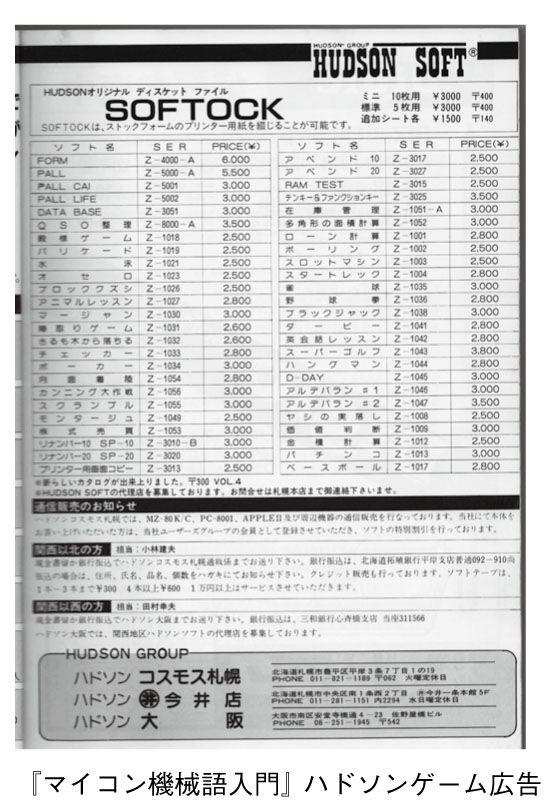 HUDSON GROUP
HUDSON SOFT®
HUDSONオリジナル ディスケット ファイル
SOFTOCK
SOFTOCKは、ストックフォームのプリンター用紙を綴じることが可能です。
ミニ 10枚用 ￥3000 〒400
標準 5枚用 ￥3000 〒400
追加シート各 ￥1500 〒140
ソフト名 SER PRICE(¥)
FORM Z-4000-A 6.000
PALL Z-5000-A 5.500
PALL CAI Z-5001 3.000
PALL LIFE Z-5002 3.000
DATA BASE Z-3051 3.000
QSO整理 Z-8000-A 3.500
殿様ゲーム Z-1018 2.500
バリケード Z-1019 2.500
水泳 Z-1021 2.500
オセロ Z-1023 2.500
ブロッククズシ Z-1026 2.500
アニマルレッスン Z-1027 2.800
マージャン Z-1030 3.000
陣取りゲーム Z-1031 2.600
さるも木から落ちる Z-1032 2.600
チェッカー Z-1033 2.800
ポーカー Z-1034 3.000
月面着陸 Z-1054 2.800
カンニング大作戦 Z-1056 3.000
スクランブル Z-1055 3.000
モンタージュ Z-1049 2.500
株式売買 Z-1053 3.000
リナンバー10 SP-10 Z-3010-B 3.000
リナンバー20 SP-20 Z-3020 3.000
プリンター用画面コピー Z-3013 2.500
ソフト名 SER PRICE(¥)
アペンド10 Z-3017 2.500
アペンド20 Z-3027 2.500
RAM TEST Z-3015 2.500
テンキー&ファンクションキー Z-3025 3.500
在庫管理 Z-1051-A 3.000
多角形の面積計算 Z-1052 3.000
ローン計算 Z-1001 2.800
ボーリング Z-1002 2.500
スロットマシン Z-1003 2.500
スタートレック Z-1004 2.800
雀球 Z-1035 3.000
野球拳 Z-1036 2.800
ブラックジャック Z-1038 3.000
ダービー Z-1041 2.800
英会話レッスン Z-1042 2.800
スーパーゴルフ Z-1043 3.800
ハングマン Z-1044 2.800
D-DAY Z-1045 3.000
アルデバラン #1 Z-1046 3.000
アルデバラン #2 Z-1047 3.500
ヤシの実落し Z-1008 2.500
価値判断 Z-1009 3.000
金種計算 Z-1012 2.500
パチンコ Z-1013 3.000
ベースボール Z-1017 2.800
※新らしいカタログが出来上りました。〒300 VOL.4
※HUDSON SOFTの代理店を募集しております。お問合せは札幌本店まで御連絡下さいませ。
通信販売のお知らせ
ハドソンコスモス札幌では、MZ-80K/C、PC-8001、APPLEⅡ及び周辺機器の通信販売を行なっております。当社にて本体を
お買い上げいただいた方は、当社ユーザーズグループの会員として登録させていただき、ソフトの特別割引を行っております。
関西以北の方 担当：小林建夫
現金書留か銀行振込でハドソンコスモス札幌通販係までお送り下さい。銀行振込は、北海道拓殖銀行平岸支店普通092-910尚
振込の場合は、住所、氏名、品名、個数をハガキにてお知らせ下さい。クレジット販売も行っております。ソフトテープは、
1本～3本まで¥300 4本以上¥600 1万円以上はサービスさせていただきます。
関西以西の方 担当：田村幸夫
現金書留か銀行振込でハドソン大阪までお送り下さい。銀行振込は、三和銀行心斉橋支店 当座311566
ハドソン大阪では、関西地区ハドソンソフトの代理店を募集しております。
HUDSON GROUP
ハドソン コスモス札幌 北海道札幌市豊平区平岸3条7丁目1の19
PHONE 011-821-1189 〒062 火曜定休日
ハドソン 井 今井店 北海道札幌市中央区南1条西2丁目 井今井一条本館5F
PHONE 011-281-1151 内2294 水曜日定休日
ハドソン 大阪 大阪市南区安堂寺橋通4-23 佐野屋橋ビル
PHONE 06-251-1945 〒542
『マイコン機械語入門』ハドソンゲーム広告